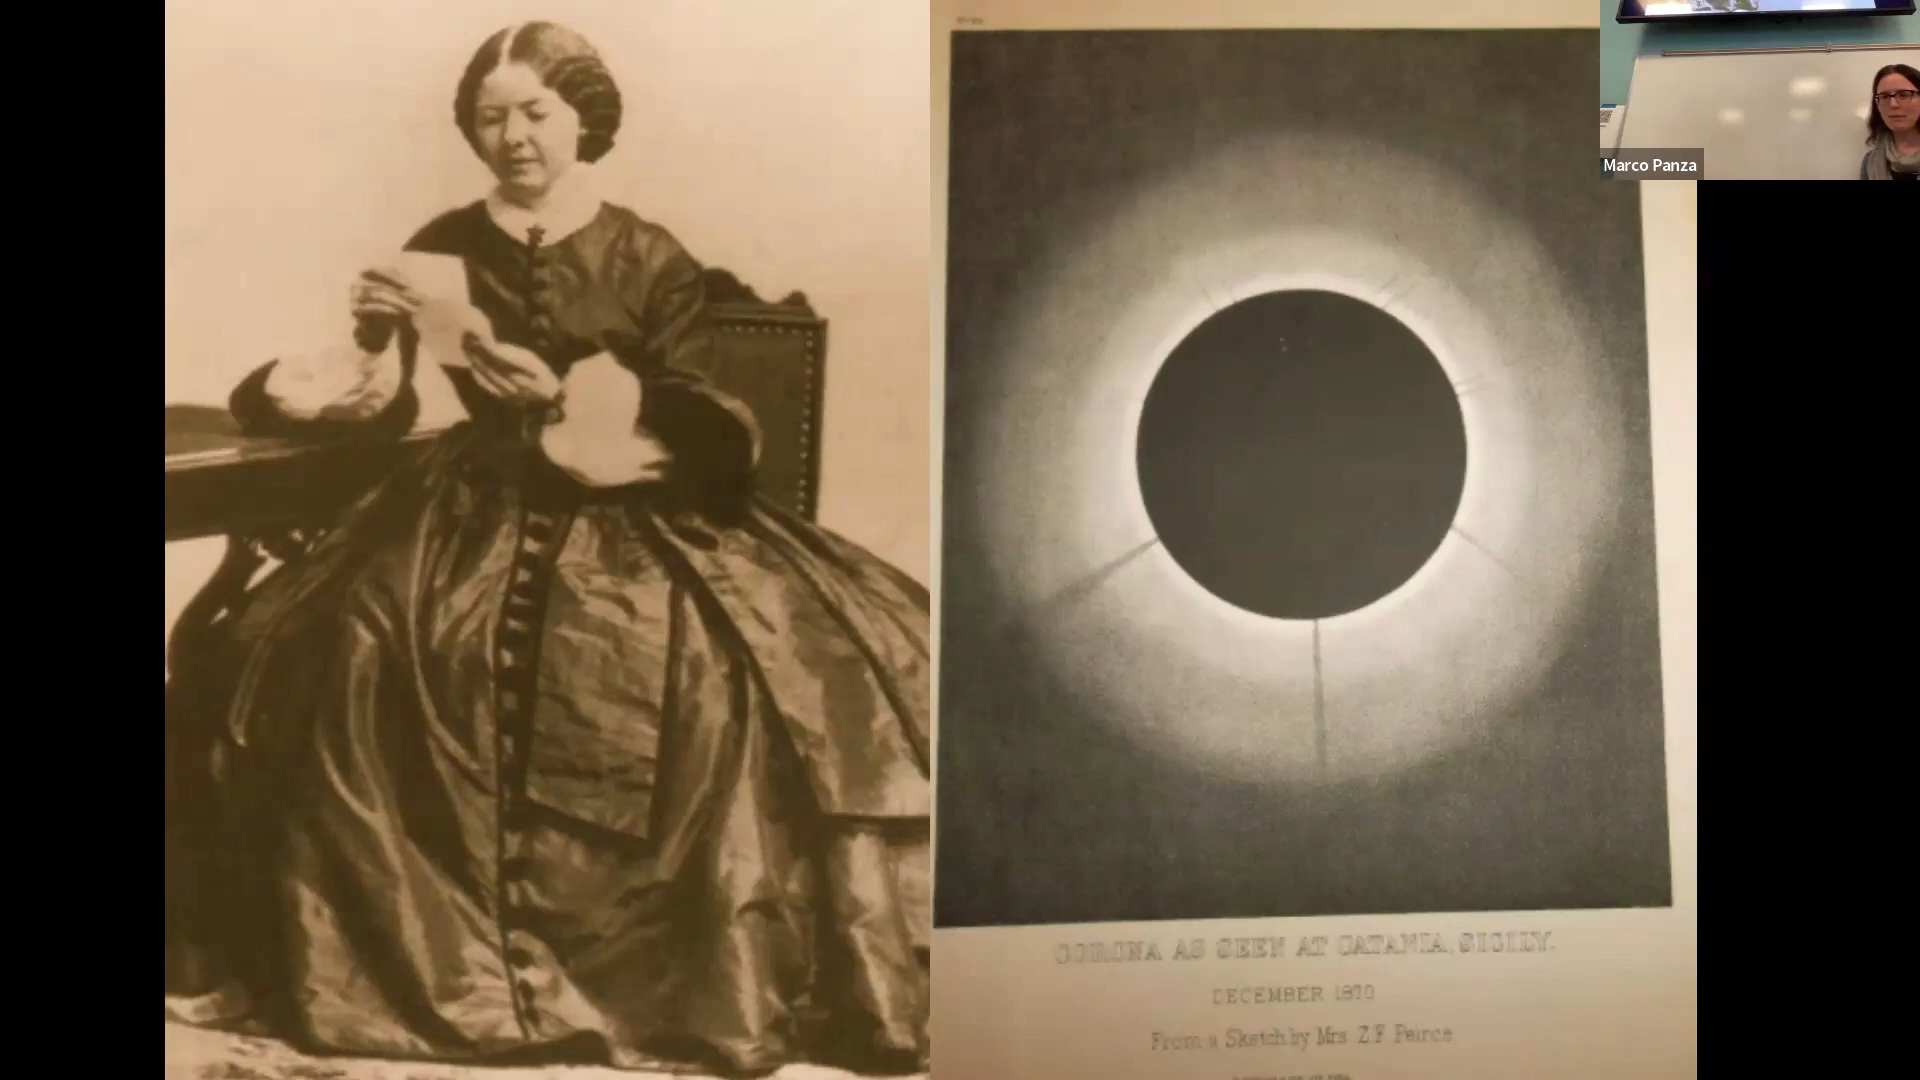 Marco Panza
CORONA AS SEEN AT CATANIA, SICILY.
DECEMBER 1870
From a Sketch by Mrs Z.F Peirce